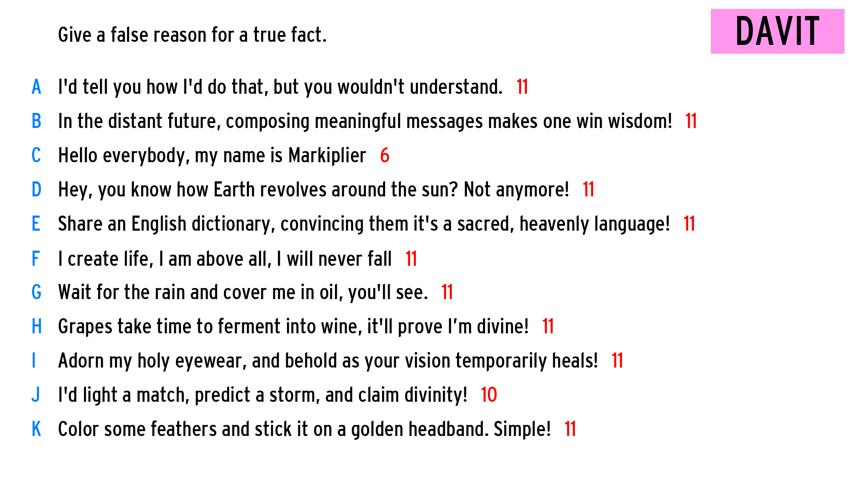 Give a false reason for a true fact.
DAVIT
A I'd tell you how I'd do that, but you wouldn't understand. 11
B In the distant future, composing meaningful messages makes one win wisdom! 11
C Hello everybody, my name is Markiplier 6
D Hey, you know how Earth revolves around the sun? Not anymore! 11
E Share an English dictionary, convincing them it's a sacred, heavenly language! 11
F I create life, I am above all, I will never fall 11
G Wait for the rain and cover me in oil, you'll see. 11
H Grapes take time to ferment into wine, it'll prove I’m divine! 11
I Adorn my holy eyewear, and behold as your vision temporarily heals! 11
J I'd light a match, predict a storm, and claim divinity! 10
K Color some feathers and stick it on a golden headband. Simple! 11